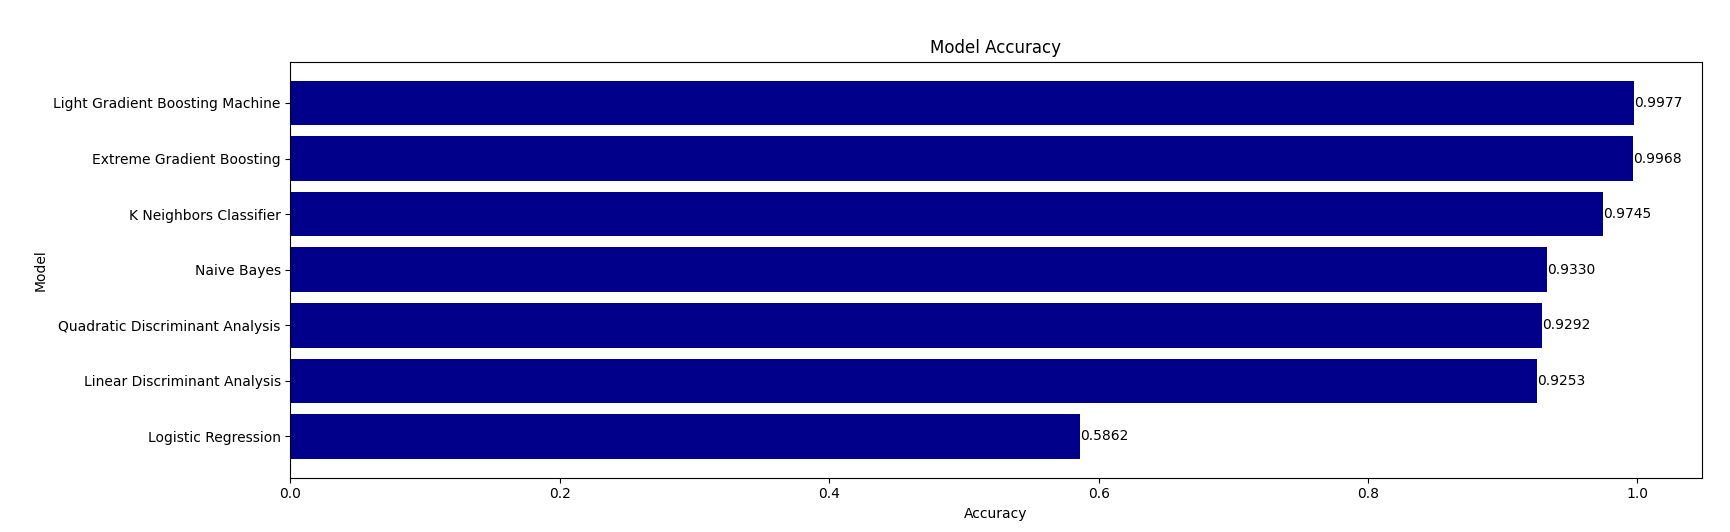 Model Accuracy
Light Gradient Boosting Machine
0.9977
Extreme Gradient Boosting
0.9968
K Neighbors Classifier
0.9745
Naive Bayes
0.9330
Quadratic Discriminant Analysis
0.9292
Linear Discriminant Analysis
0.9253
Logistic Regression
0.5862
Model
0.0 0.2 0.4 0.6 0.8 1.0
Accuracy